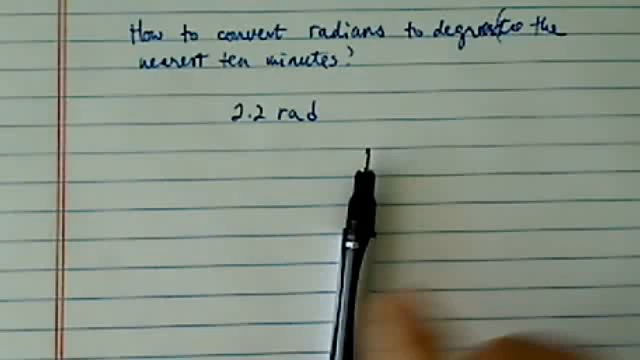 How to convert radians to degrees(to the
nearest ten minutes?
2.2 rad